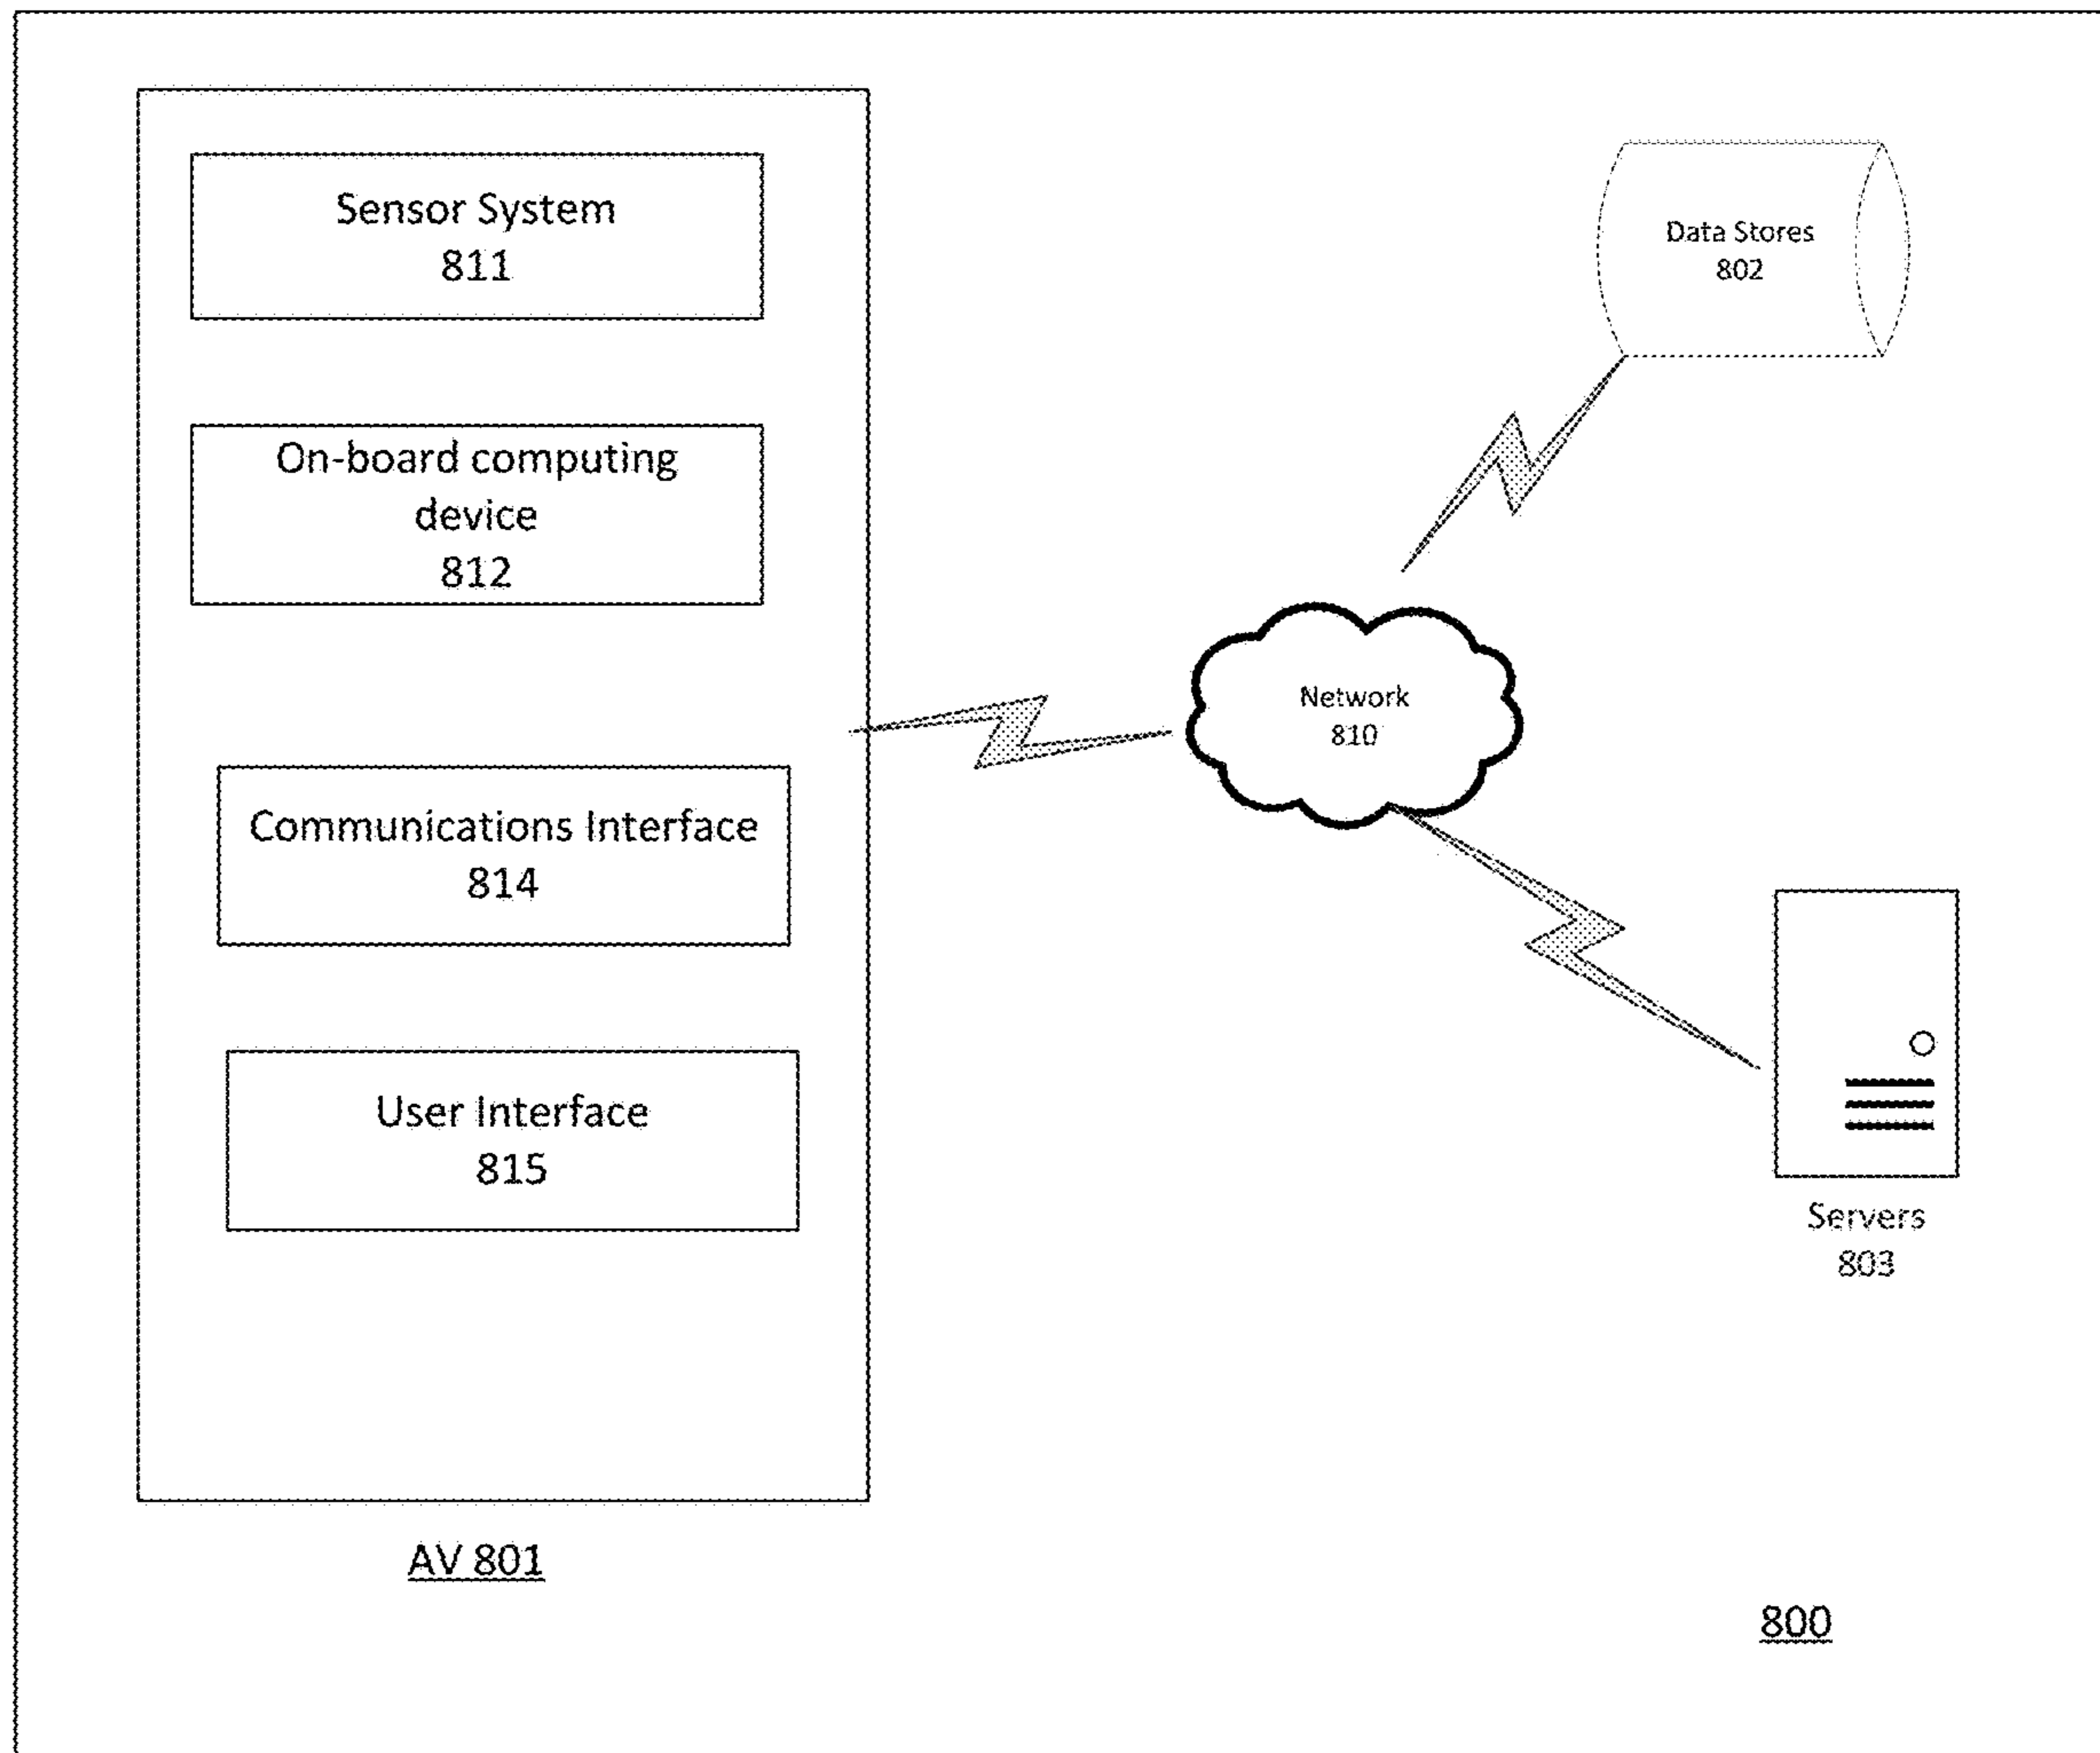 Sensor System
811
On-board computing
device
812
Communications Interface
814
User Interface
815
AV 801
Data Stores
802
Network
810
Servers
803
800